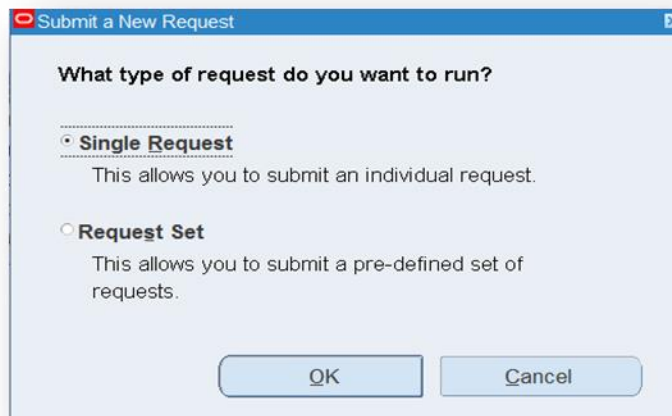 Submit a New Request
What type of request do you want to run?
Single Request
This allows you to submit an individual request.
Request Set
This allows you to submit a pre-defined set of
requests.
OK
Cancel